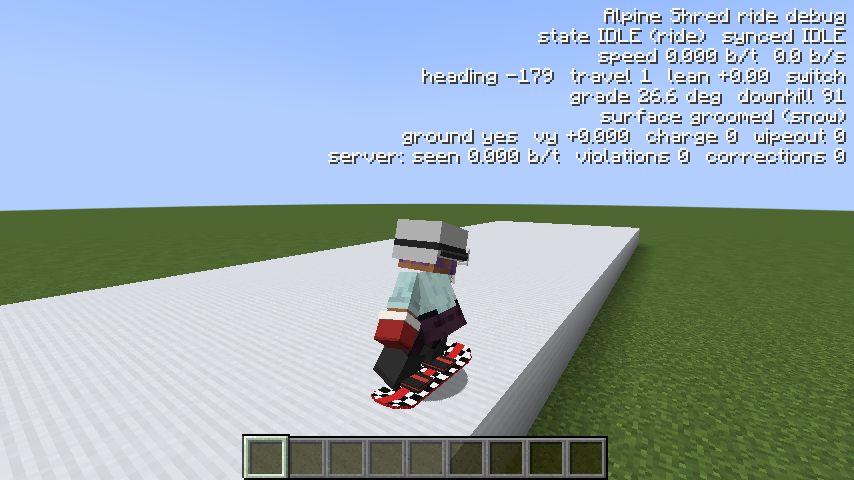 Alpine Shred ride debug
state IDLE (ride)  synced IDLE
speed 0.000 b/t  0.0 b/s
heading -179  travel 1  lean +0.00  switch
grade 26.6 deg  downhill 91
surface groomed (snow)
ground yes  vy +0.000  charge 0  wipeout 0
server: seen 0.000 b/t  violations 0  corrections 0